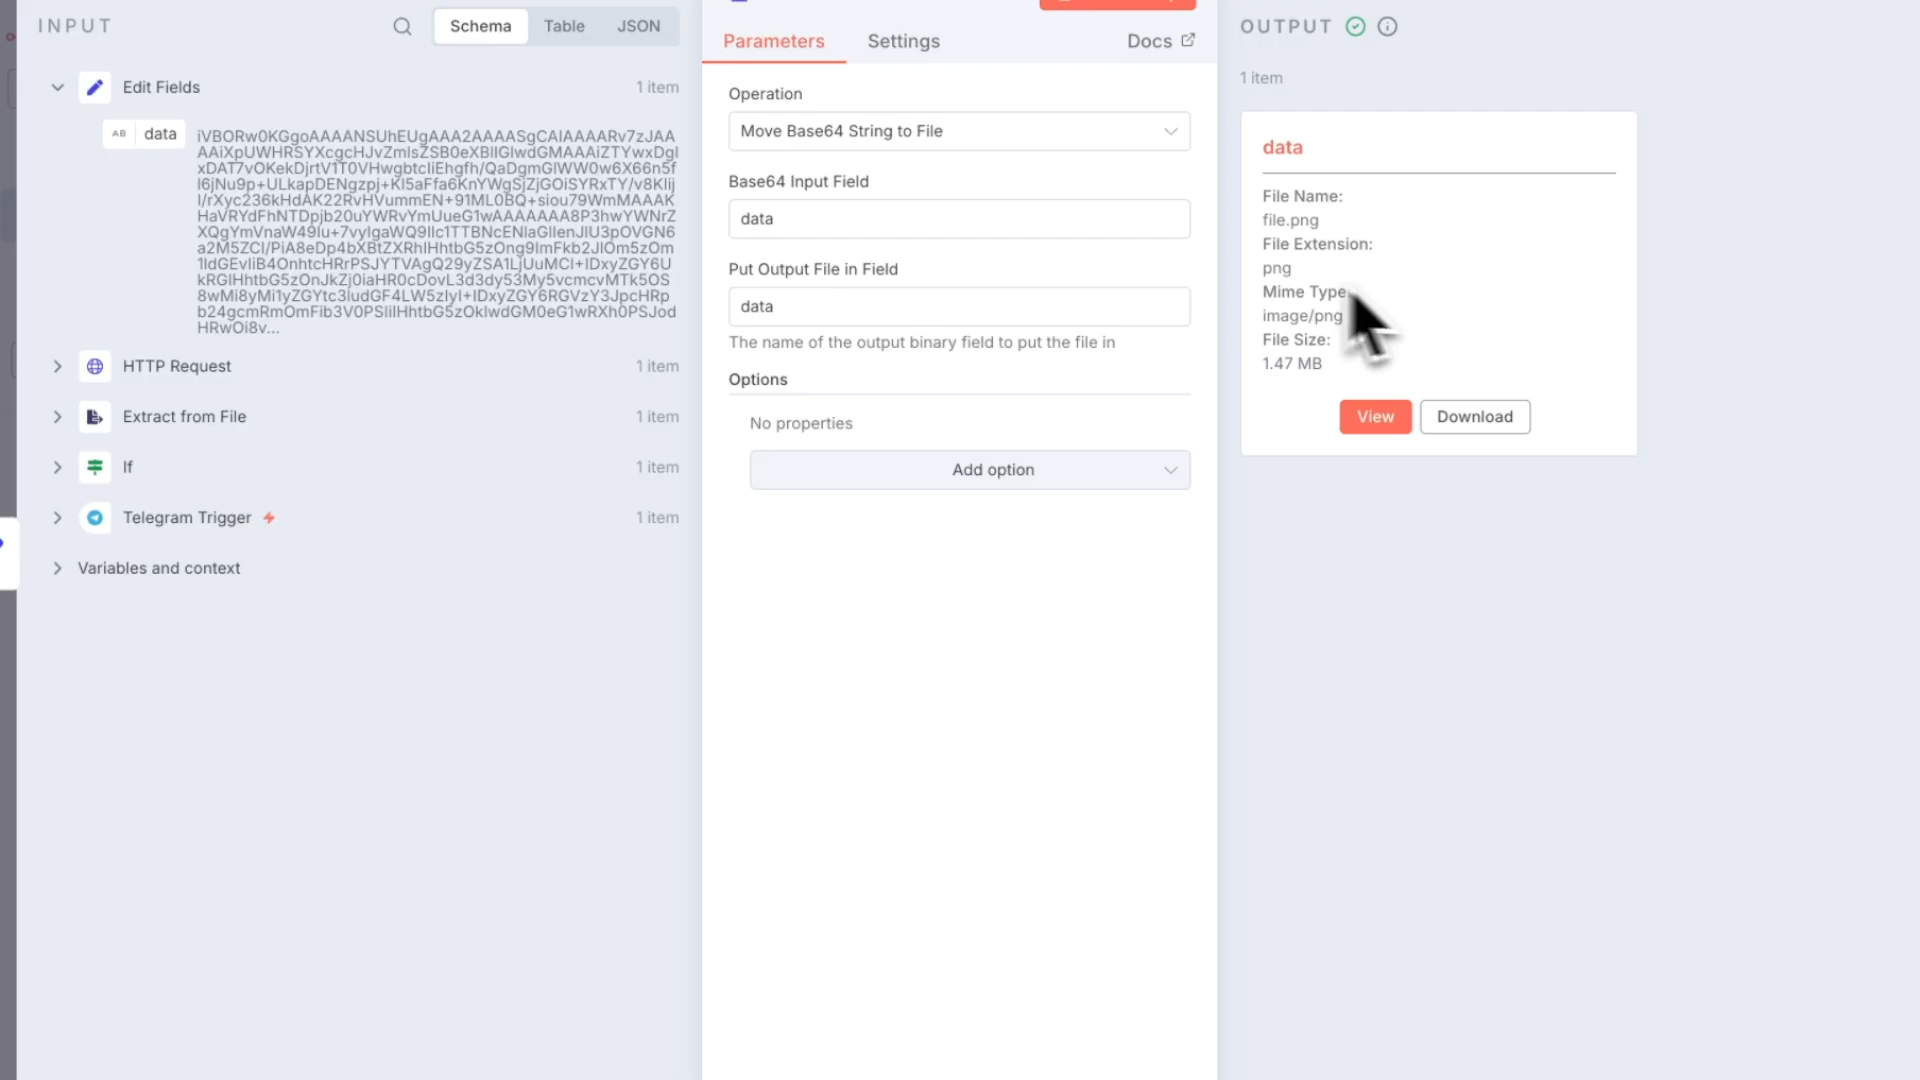 INPUT
Schema
Table
JSON
Edit Fields
1 item
AB
data
iVBORw0KGgoAAAANSUhEUgAAA2AAAASgCAIAAAARv7zJAA
AAiXpUWHRSYXcgcHJvZmlsZSB0eXBlIGlwdGMAAAiZTYwxDgI
xDAT7vOKekDjrtV1T0VHwgbtcIiEhgfh/QaDgmGlWW0w6X66n5f
l6jNu9p+ULkapDENgzpj+Kl5aFfa6KnYWgSjZjGOiSYRxTY/v8KIij
l/rXyc236kHdAK22RvHVummEN+91ML0BQ+siou79WmMAAAK
HaVRYdFhNTDpjb20uYWRvYmUueG1wAAAAAAA8P3hwYWNrZ
XQgYmVnaW49Iu+7vyIgaWQ9Ilc1TTBNcENlaGlIenJlU3pOVGN6
a2M5ZCI/PiA8eDp4bXBtZXRhIHhtbG5zOng9ImFkb2JlOm5zOm
1ldGEvIiB4OnhtcHRrPSJYTVAgQ29yZSA1LjUuMCI+IDxyZGY6U
kRGIHhtbG5zOnJkZj0iaHR0cDovL3d3dy53My5vcmcvMTk5OS
8wMi8yMi1yZGYtc3ludGF4LW5zIyI+IDxyZGY6RGVzY3JpcHRp
b24gcmRmOmFib3V0PSIiIHhtbG5zOklwdGM0eG1wRXh0PSJod
HRwOi8v...
HTTP Request
1 item
Extract from File
1 item
If
1 item
Telegram Trigger
1 item
Variables and context
Parameters
Settings
Docs
Operation
Move Base64 String to File
Base64 Input Field
data
Put Output File in Field
data
The name of the output binary field to put the file in
Options
No properties
Add option
OUTPUT
1 item
data
File Name:
file.png
File Extension:
png
Mime Type
image/png
File Size:
1.47 MB
View
Download